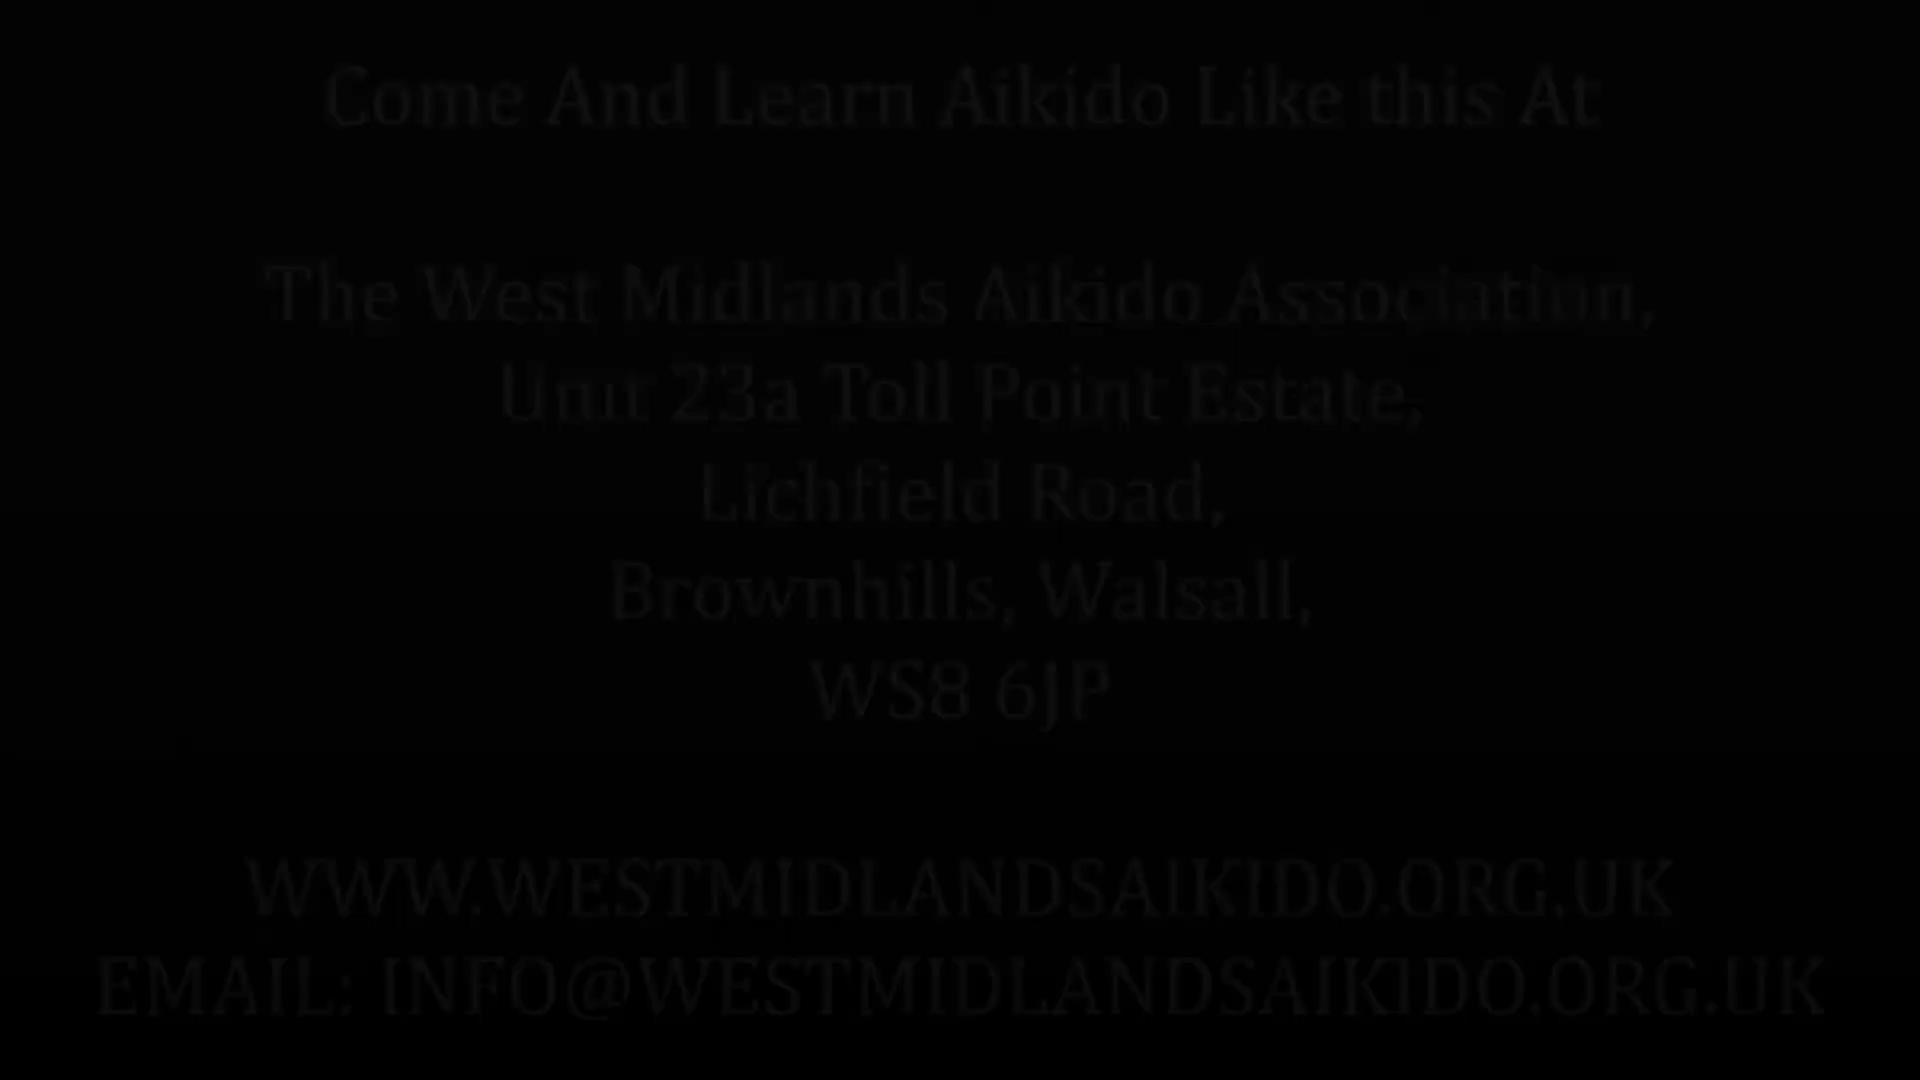 Come And Learn Aikido Like this At
The West Midlands Aikido Association,
Unit 23a Toll Point Estate,
Lichfield Road,
Brownhills, Walsall,
WS8 6JP
WWW.WESTMIDLANDSAIKIDO.ORG.UK
EMAIL: INFO@WESTMIDLANDSAIKIDO.ORG.UK